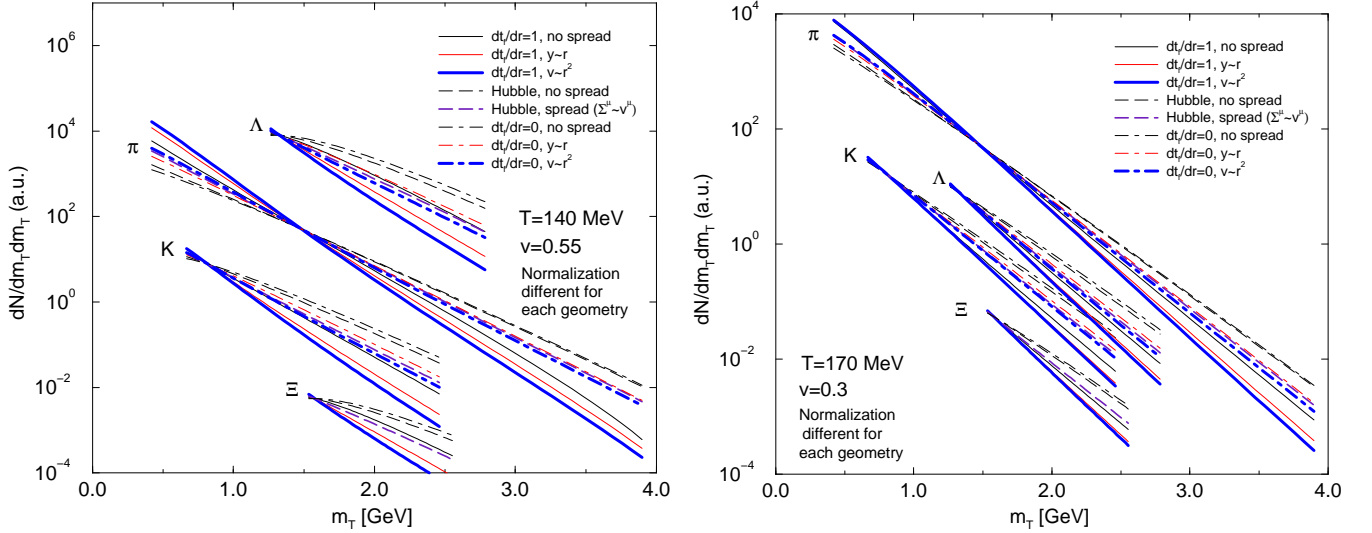 10⁶
10⁴
10²
10⁰
10⁻²
10⁻⁴
dN/dm_T dm_T (a.u.)
dt_f/dr=1, no spread
dt_f/dr=1, y~r
dt_f/dr=1, v~r²
Hubble, no spread
Hubble, spread (Σ^μ~v^μ)
dt_f/dr=0, no spread
dt_f/dr=0, y~r
dt_f/dr=0, v~r²
Λ
π
K
Ξ
T=140 MeV
v=0.55
Normalization
different for
each geometry
0.0 1.0 2.0 3.0 4.0
m_T [GeV]
10⁴
10²
10⁰
10⁻²
10⁻⁴
dN/dm_T dm_T (a.u.)
dt_f/dr=1, no spread
dt_f/dr=1, y~r
dt_f/dr=1, v~r²
Hubble, no spread
Hubble, spread (Σ^μ~v^μ)
dt_f/dr=0, no spread
dt_f/dr=0, y~r
dt_f/dr=0, v~r²
π
K
Λ
Ξ
T=170 MeV
v=0.3
Normalization
different for
each geometry
0.0 1.0 2.0 3.0 4.0
m_T [GeV]